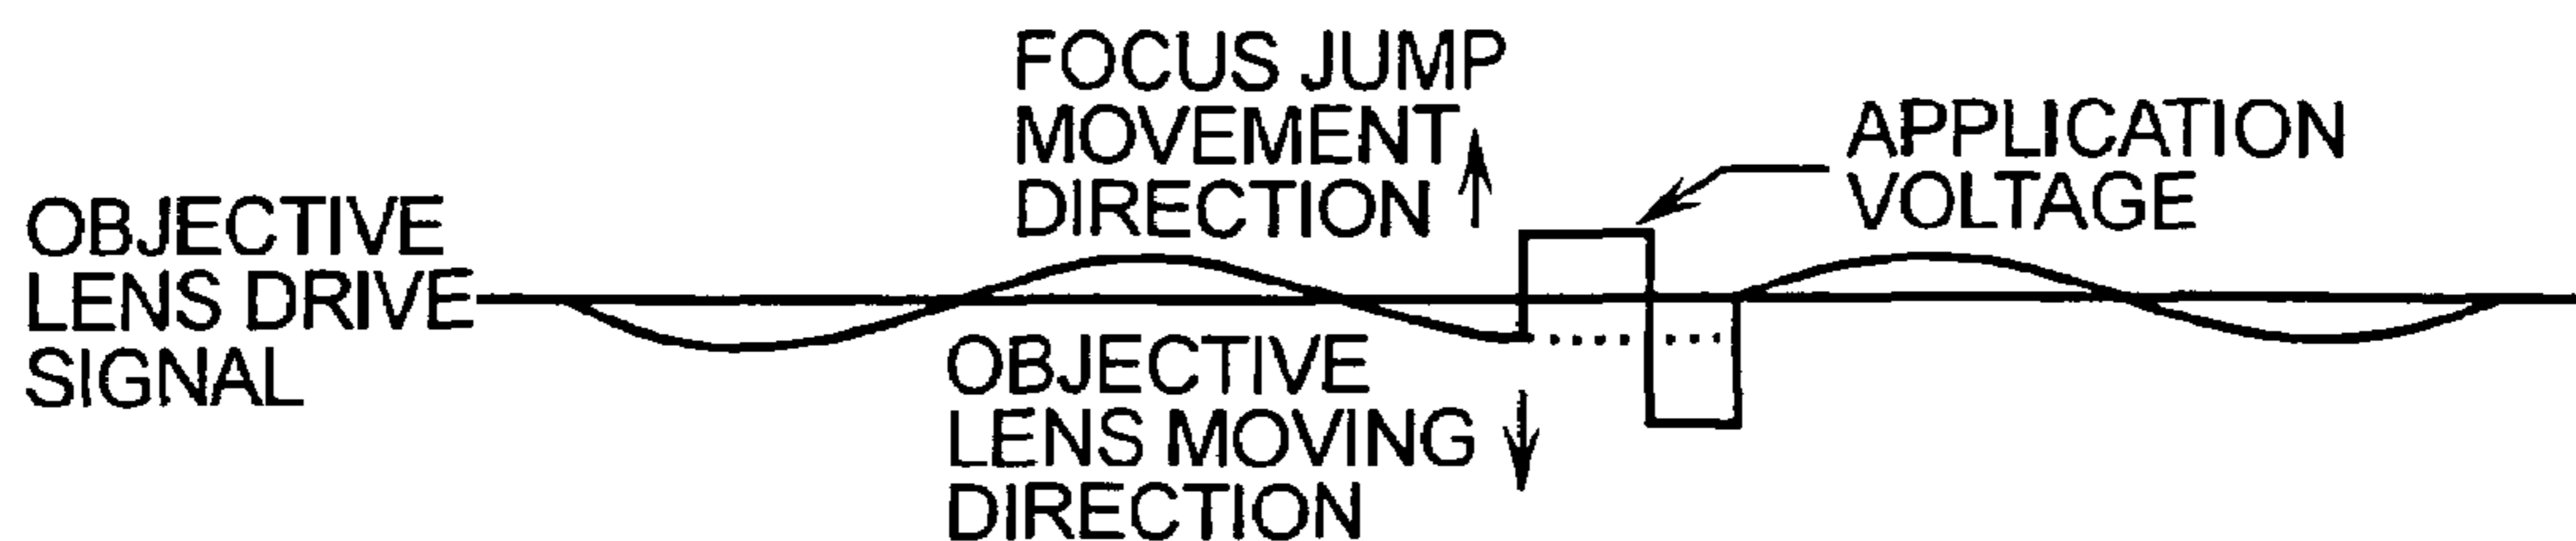 FOCUS JUMP
MOVEMENT
DIRECTION
APPLICATION
VOLTAGE
OBJECTIVE
LENS DRIVE
SIGNAL
OBJECTIVE
LENS MOVING
DIRECTION